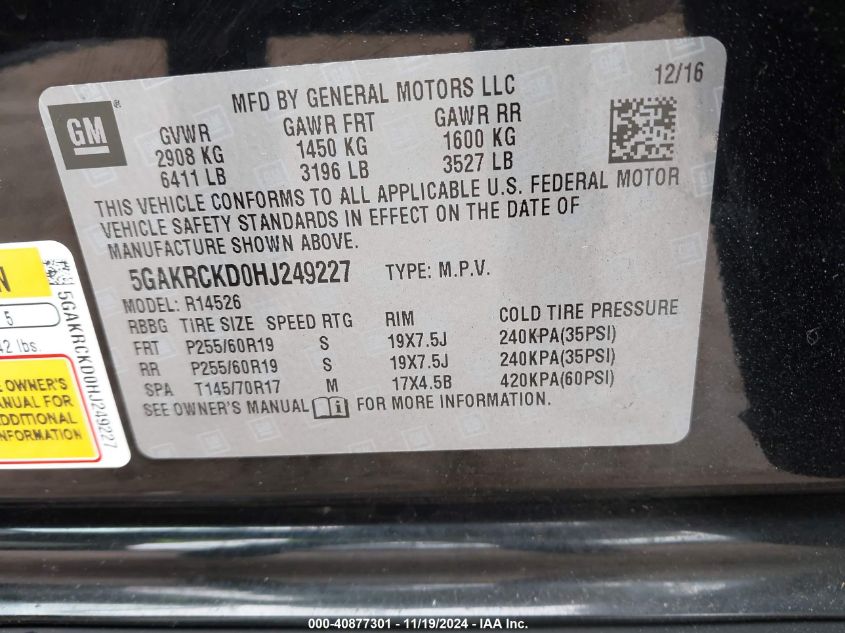 MFD BY GENERAL MOTORS LLC 12/16
GM ®
GVWR GAWR FRT GAWR RR
2908 KG 1450 KG 1600 KG
6411 LB 3196 LB 3527 LB
THIS VEHICLE CONFORMS TO ALL APPLICABLE U.S. FEDERAL MOTOR
VEHICLE SAFETY STANDARDS IN EFFECT ON THE DATE OF
MANUFACTURE SHOWN ABOVE.
5GAKRCKD0HJ249227 TYPE: M.P.V.
MODEL: R14526
RBBG TIRE SIZE SPEED RTG RIM COLD TIRE PRESSURE
FRT P255/60R19 S 19X7.5J 240KPA(35PSI)
RR P255/60R19 S 19X7.5J 240KPA(35PSI)
SPA T145/70R17 M 17X4.5B 420KPA(60PSI)
SEE OWNER'S MANUAL i FOR MORE INFORMATION.
N
5
42 lbs.
5GAKRCKD0HJ249227
E OWNER'S
ANUAL FOR
DDITIONAL
NFORMATION
000-40877301 - 11/19/2024 - IAA Inc.